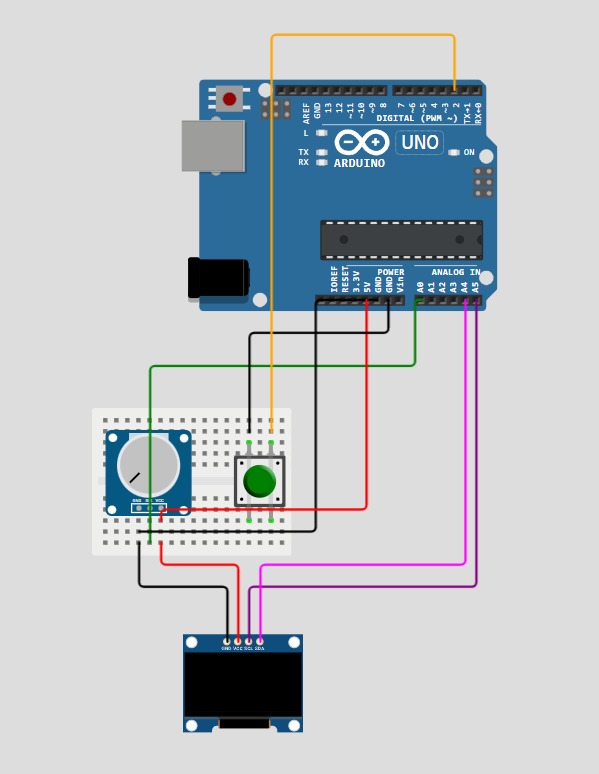 AREF
GND
13
12
~11
~10
~9
8
7
~6
~5
4
~3
2
TX→1
RX←0
DIGITAL (PWM ~)
L
TX
RX
UNO
ON
ARDUINO
IOREF
RESET
3.3V
5V
GND
GND
Vin
POWER
ANALOG IN
A0
A1
A2
A3
A4
A5
GND SIG VCC
GND VCC SCL SDA